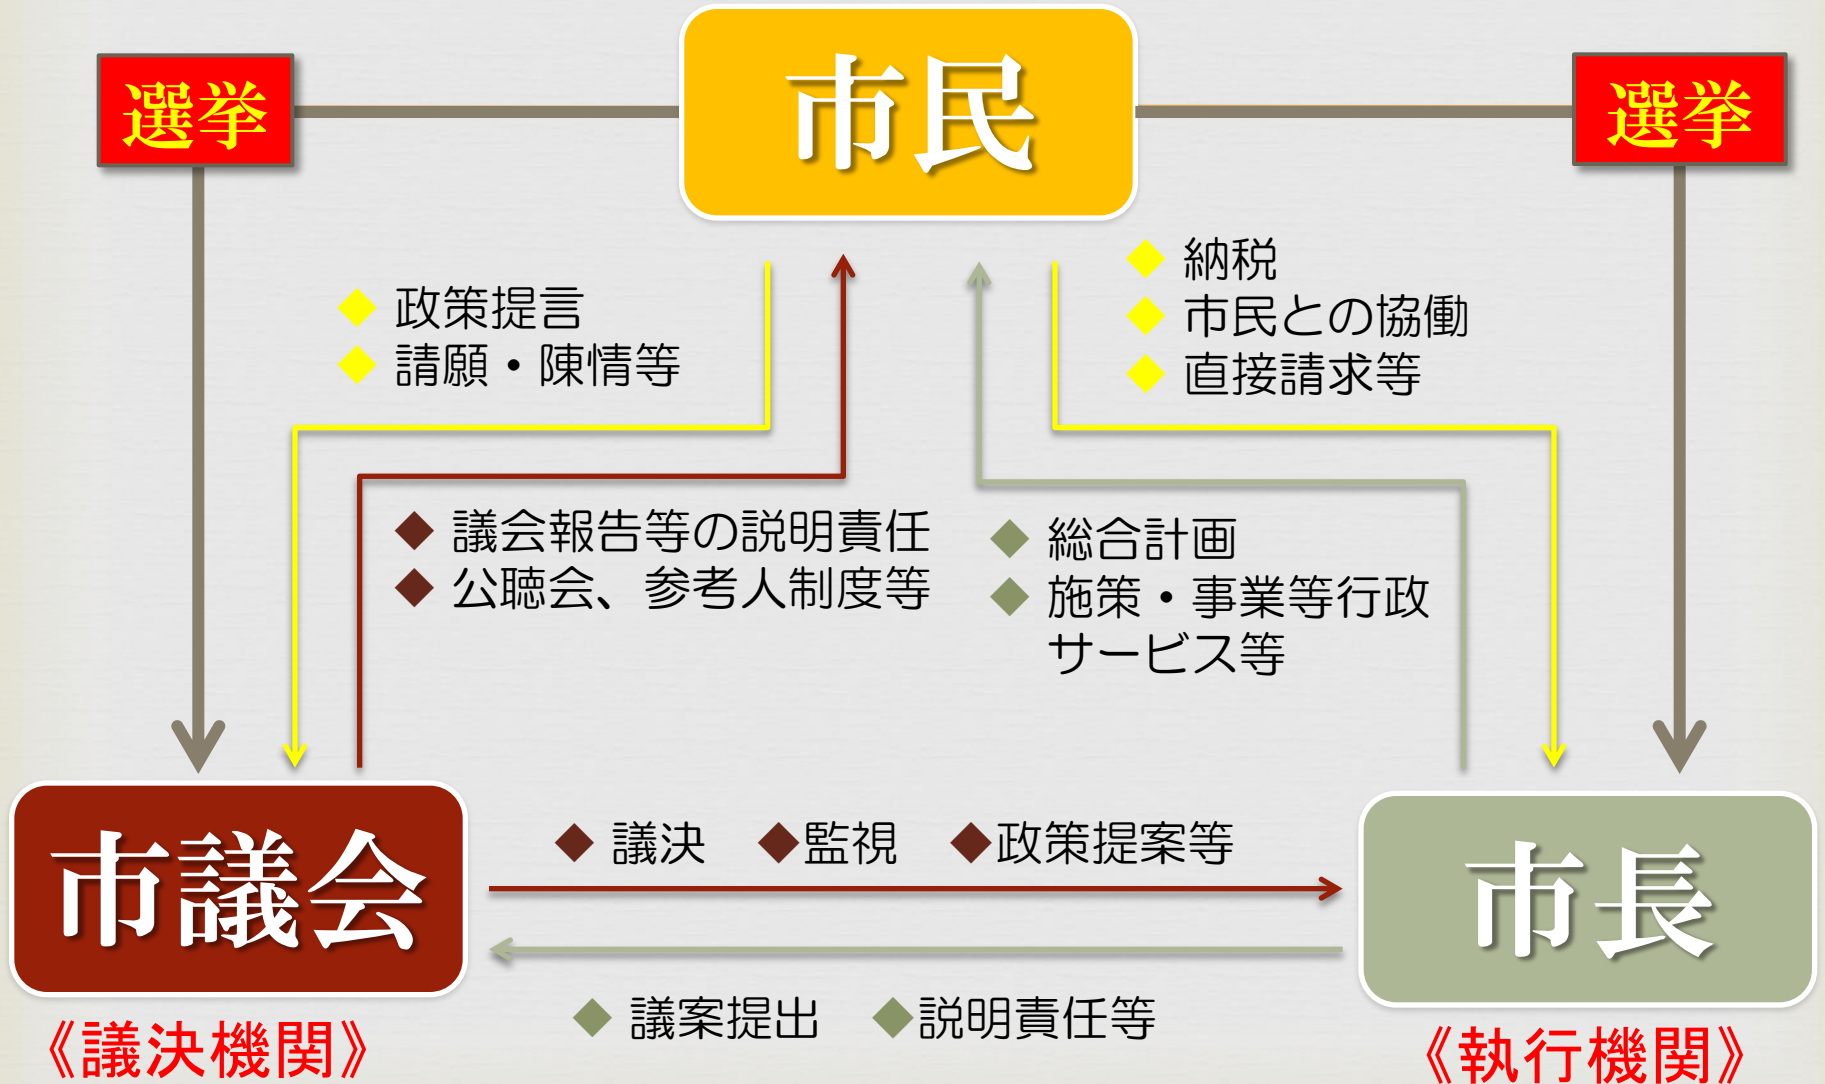 市民
選挙
選挙
◆ 政策提言
◆ 請願・陳情等
◆ 納税
◆ 市民との協働
◆ 直接請求等
◆ 議会報告等の説明責任
◆ 公聴会、参考人制度等
◆ 総合計画
◆ 施策・事業等行政
サービス等
市議会
《議決機関》
◆ 議決 ◆監視 ◆政策提案等
◆ 議案提出 ◆説明責任等
市長
《執行機関》